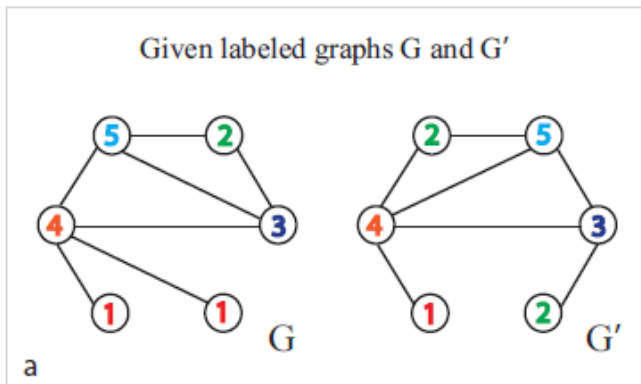 Given labeled graphs G and G′
5 2 2 5
4 3 4 3
1 1 G 1 2 G′
a